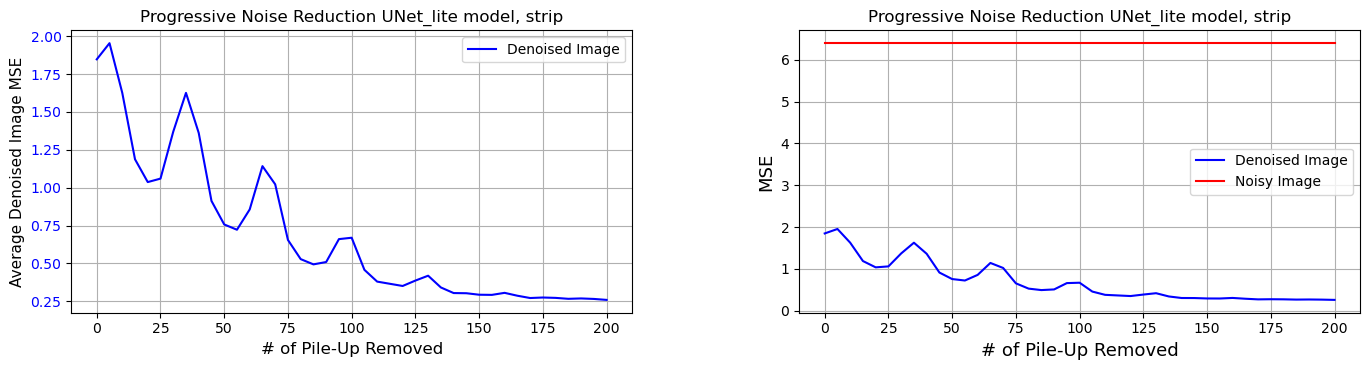 Progressive Noise Reduction UNet_lite model, strip
Average Denoised Image MSE
2.00
1.75
1.50
1.25
1.00
0.75
0.50
0.25
Denoised Image
0 25 50 75 100 125 150 175 200
# of Pile-Up Removed
Progressive Noise Reduction UNet_lite model, strip
MSE
6
5
4
3
2
1
0
Denoised Image
Noisy Image
0 25 50 75 100 125 150 175 200
# of Pile-Up Removed